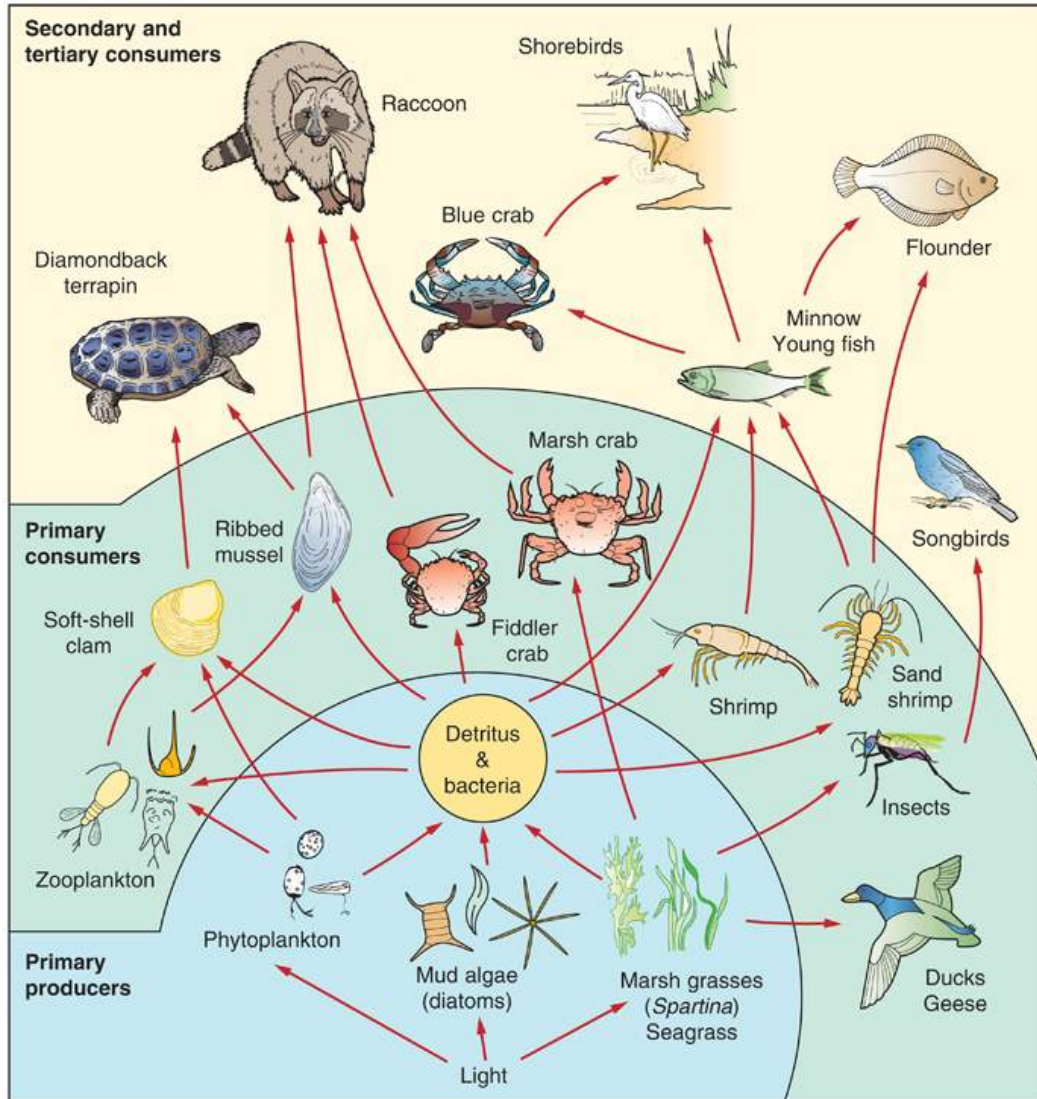 Secondary and
tertiary consumers
Raccoon
Shorebirds
Blue crab
Flounder
Diamondback
terrapin
Minnow
Young fish
Marsh crab
Songbirds
Primary
consumers
Ribbed
mussel
Soft-shell
clam
Fiddler
crab
Shrimp
Sand
shrimp
Detritus
&
bacteria
Insects
Zooplankton
Phytoplankton
Mud algae
(diatoms)
Marsh grasses
(Spartina)
Seagrass
Ducks
Geese
Primary
producers
Light